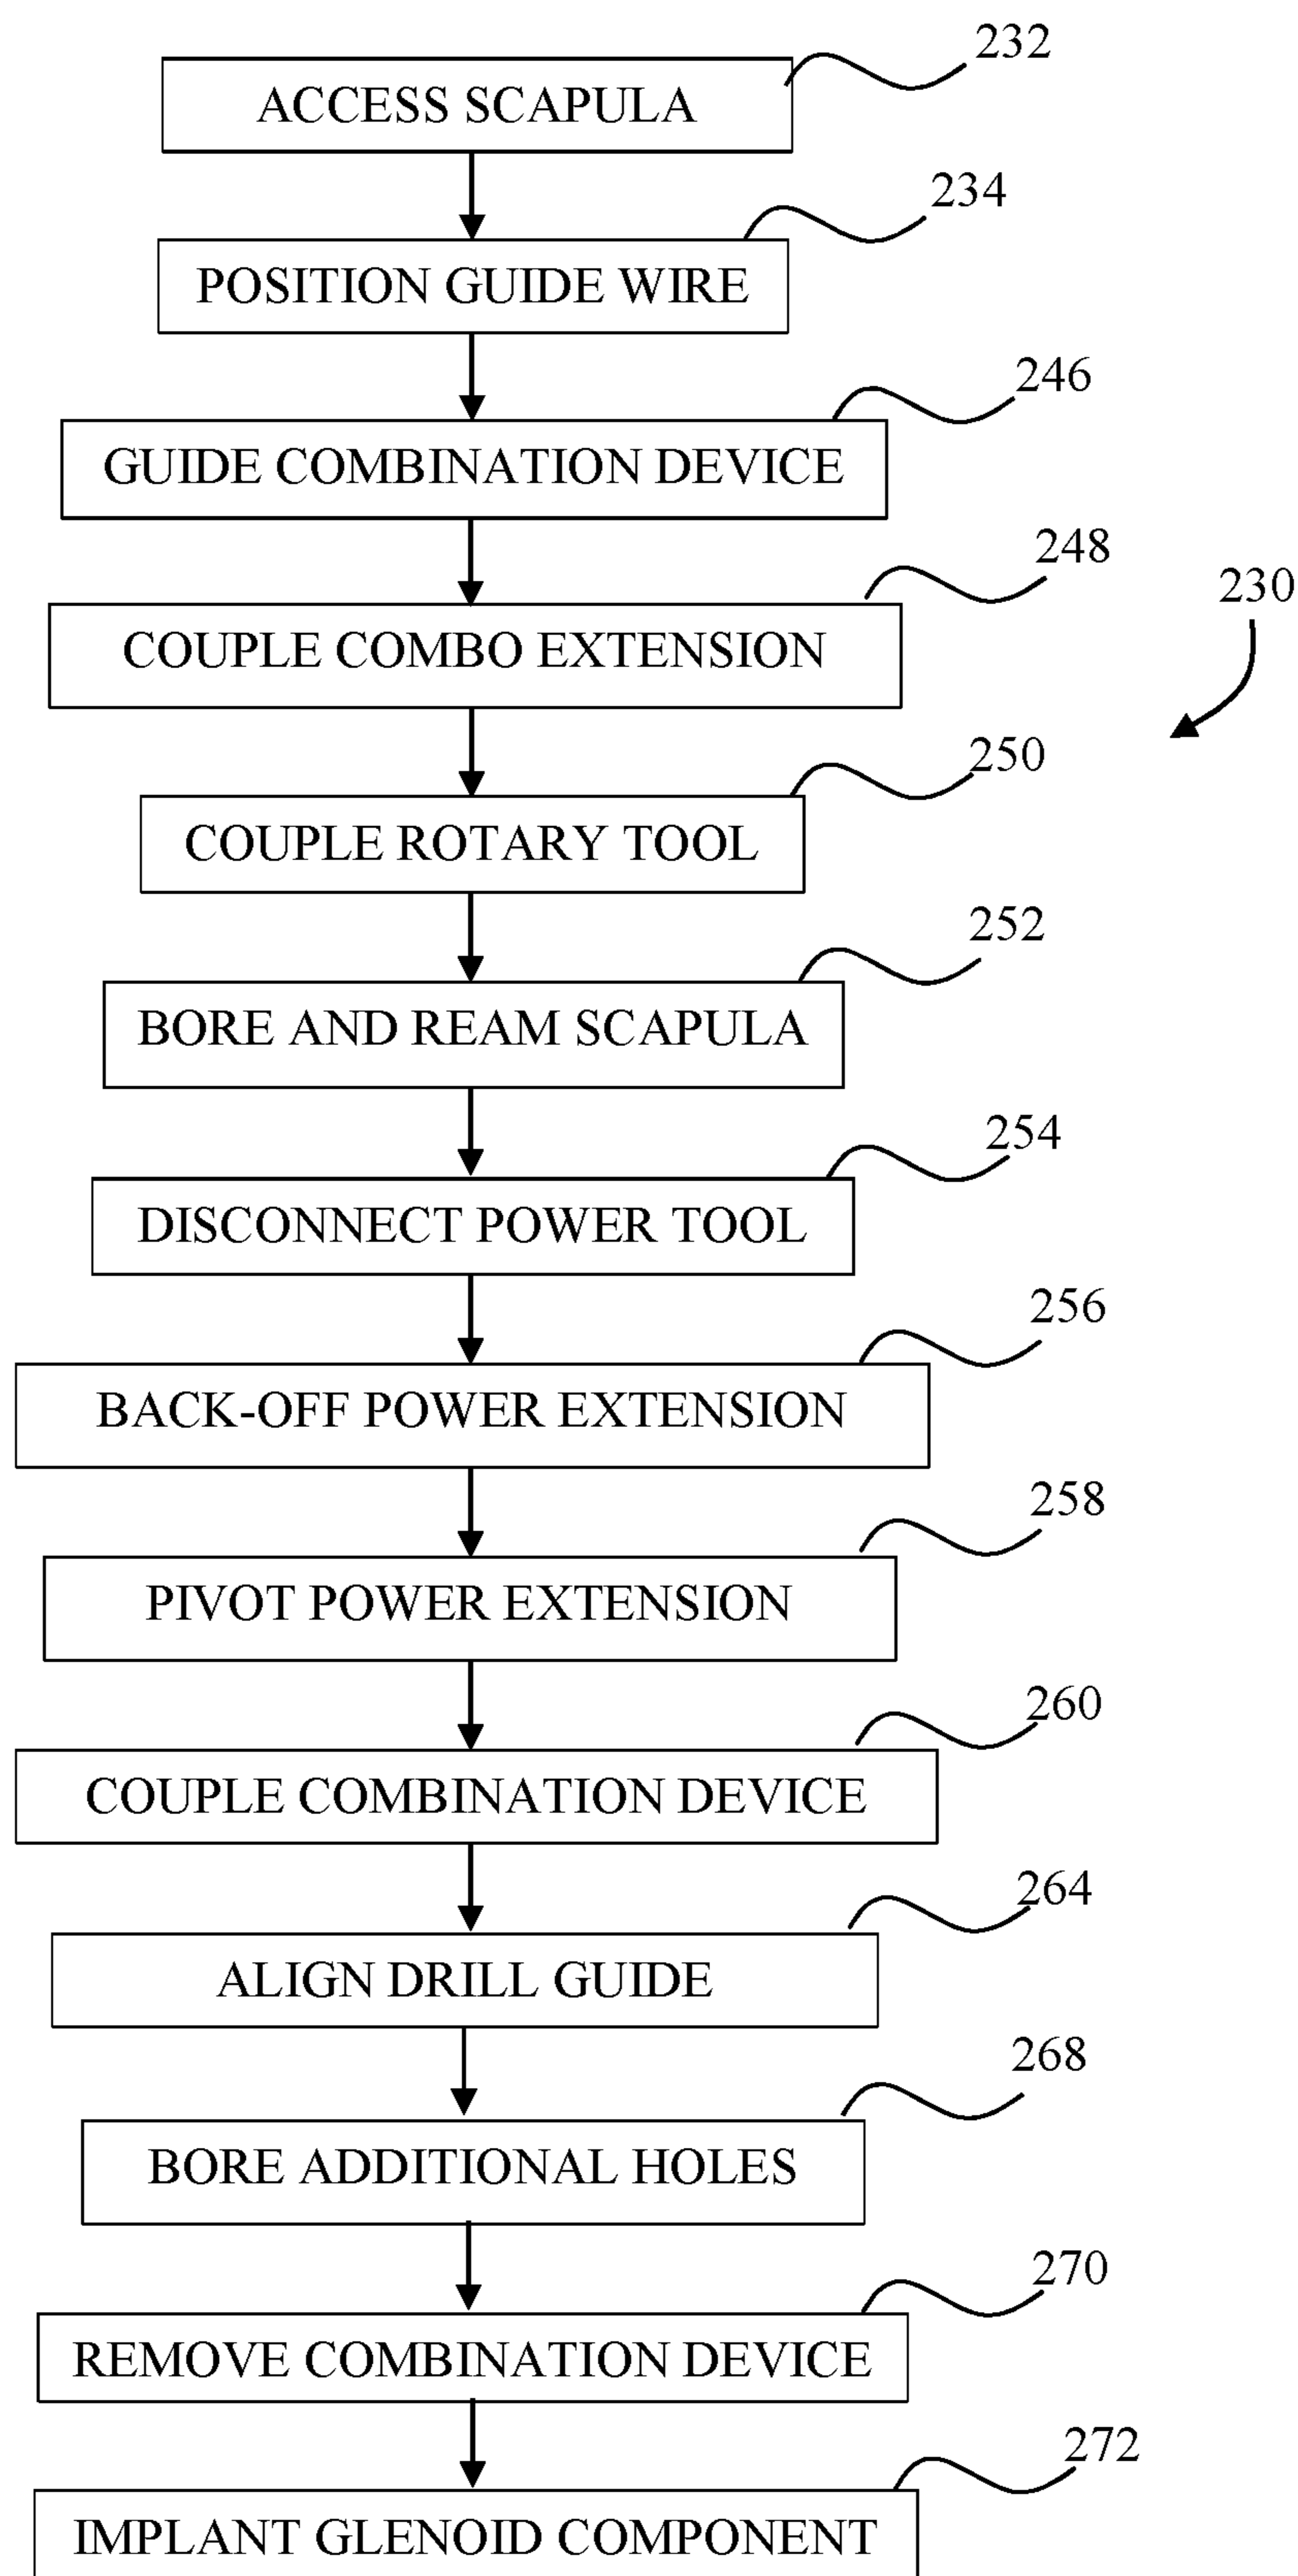 232
ACCESS SCAPULA
234
POSITION GUIDE WIRE
246
GUIDE COMBINATION DEVICE
248
COUPLE COMBO EXTENSION
230
250
COUPLE ROTARY TOOL
252
BORE AND REAM SCAPULA
254
DISCONNECT POWER TOOL
256
BACK-OFF POWER EXTENSION
258
PIVOT POWER EXTENSION
260
COUPLE COMBINATION DEVICE
264
ALIGN DRILL GUIDE
268
BORE ADDITIONAL HOLES
270
REMOVE COMBINATION DEVICE
272
IMPLANT GLENOID COMPONENT